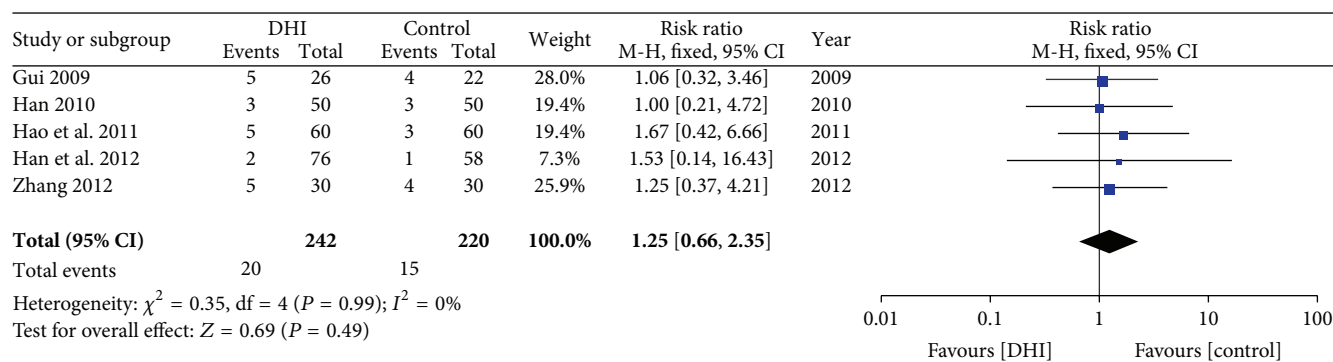 Study or subgroup DHI Control Weight Risk ratio Year Risk ratio
Events Total Events Total M-H, fixed, 95% CI M-H, fixed, 95% CI
Gui 2009 5 26 4 22 28.0% 1.06 [0.32, 3.46] 2009
Han 2010 3 50 3 50 19.4% 1.00 [0.21, 4.72] 2010
Hao et al. 2011 5 60 3 60 19.4% 1.67 [0.42, 6.66] 2011
Han et al. 2012 2 76 1 58 7.3% 1.53 [0.14, 16.43] 2012
Zhang 2012 5 30 4 30 25.9% 1.25 [0.37, 4.21] 2012
Total (95% CI) 242 220 100.0% 1.25 [0.66, 2.35]
Total events 20 15
Heterogeneity: χ² = 0.35, df = 4 (P = 0.99); I² = 0%
Test for overall effect: Z = 0.69 (P = 0.49)
0.01 0.1 1 10 100
Favours [DHI] Favours [control]